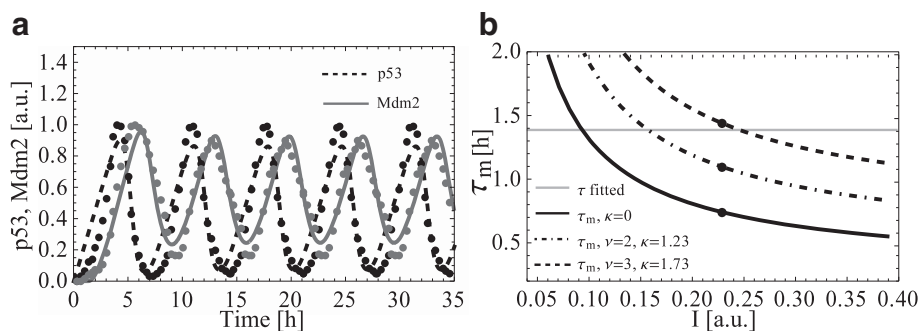 a
p53, Mdm2 [a.u.]
1.4
1.2
1.0
0.8
0.6
0.4
0.2
0.0
p53
Mdm2
0 5 10 15 20 25 30 35
Time [h]
b
τm [h]
2.0
1.5
1.0
0.5
τ fitted
τm, κ=0
τm, ν=2, κ=1.23
τm, ν=3, κ=1.73
0.05 0.10 0.15 0.20 0.25 0.30 0.35 0.40
I [a.u.]